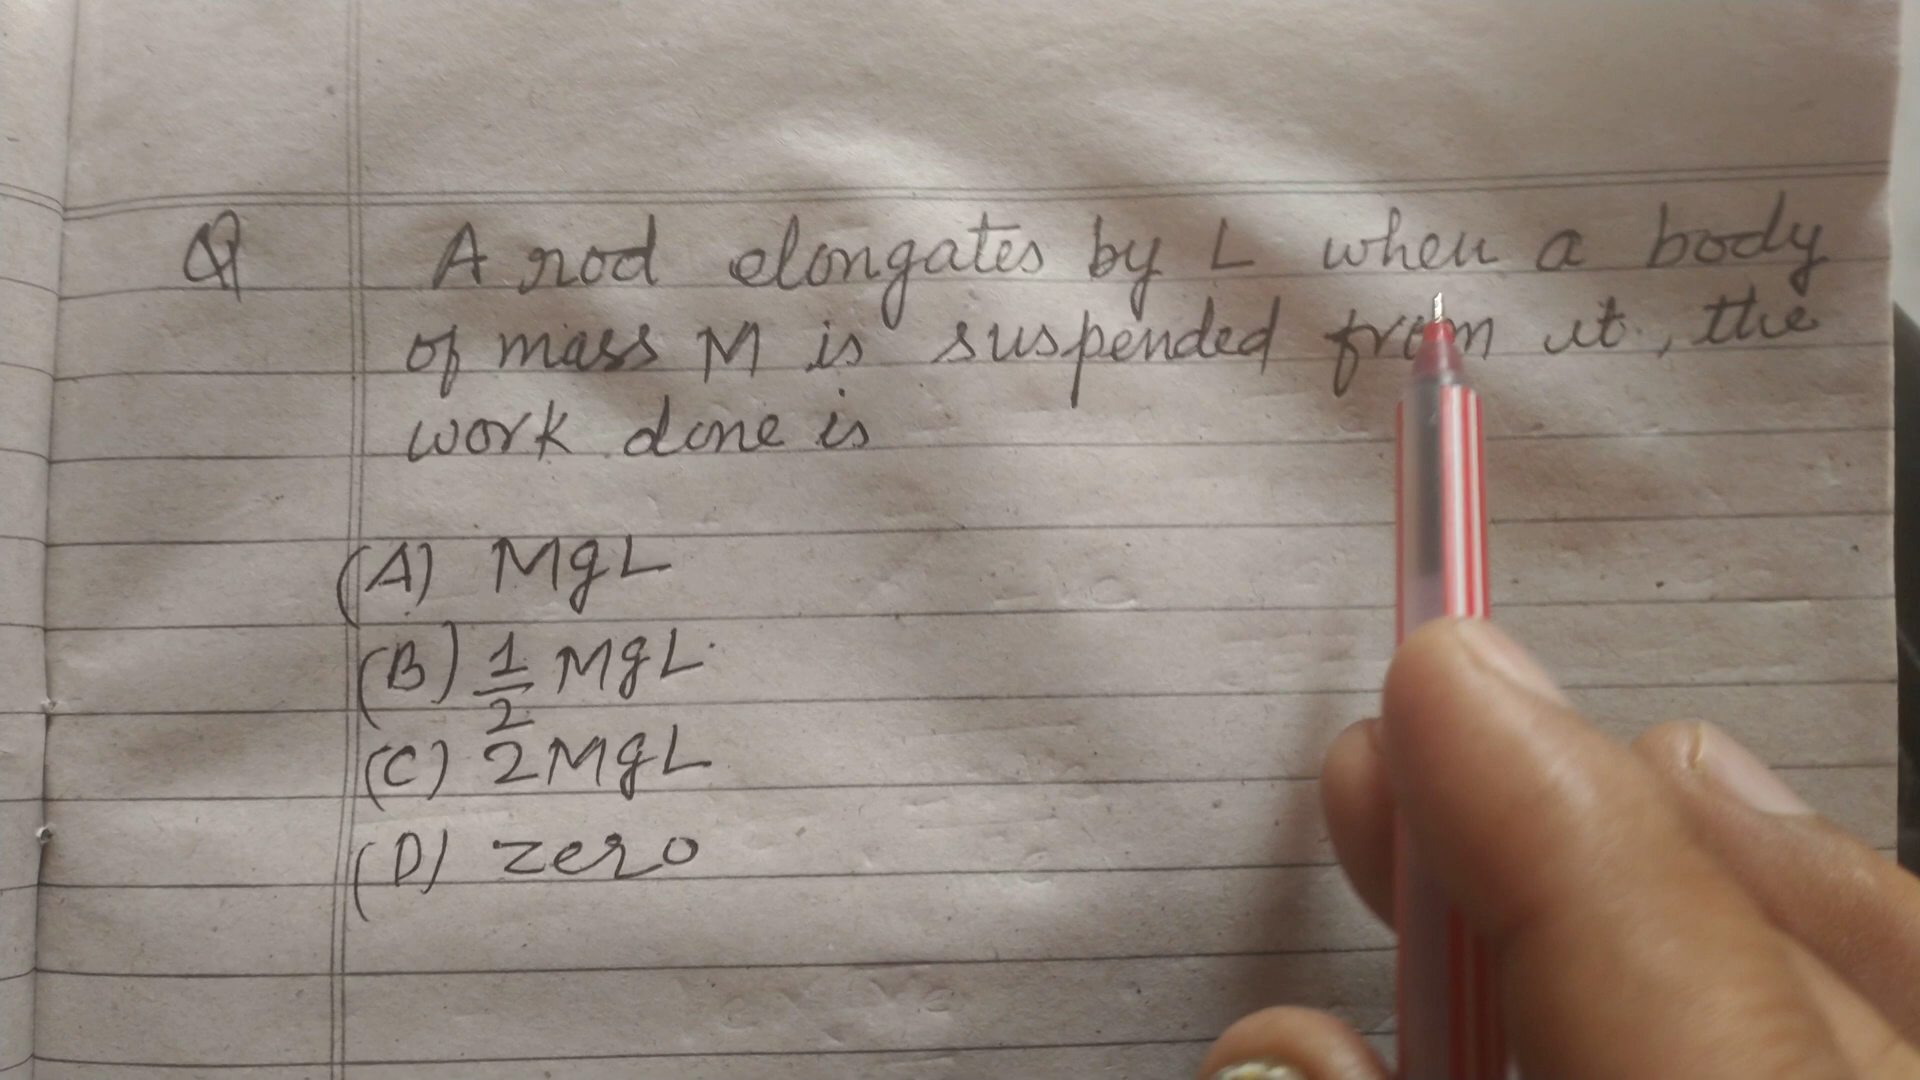 Q A rod elongates by L when a body
of mass M is suspended from it, the
work done is
(A) MgL
(B) 1/2 MgL
(C) 2MgL
(D) zero